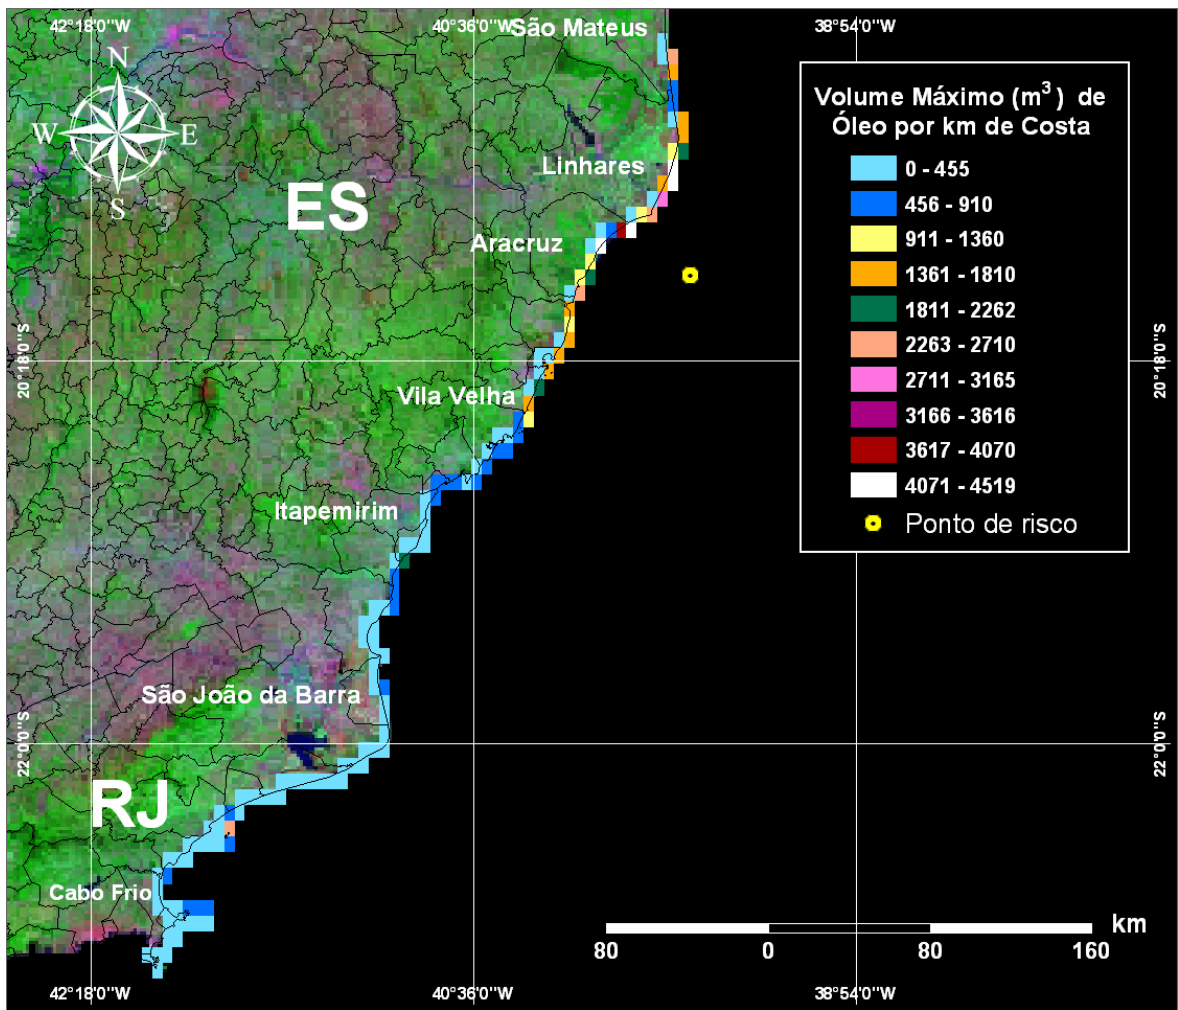 42°18'0"W
40°36'0"W
38°54'0"W
São Mateus
N
W
E
S
ES
Linhares
Aracruz
Vila Velha
Itapemirim
São João da Barra
RJ
Cabo Frio
20°18'0"S
20°18'0"S
22°0'0"S
22°0'0"S
Volume Máximo (m³) de
Óleo por km de Costa
0 - 455
456 - 910
911 - 1360
1361 - 1810
1811 - 2262
2263 - 2710
2711 - 3165
3166 - 3616
3617 - 4070
4071 - 4519
Ponto de risco
km
80 0 80 160
42°18'0"W
40°36'0"W
38°54'0"W